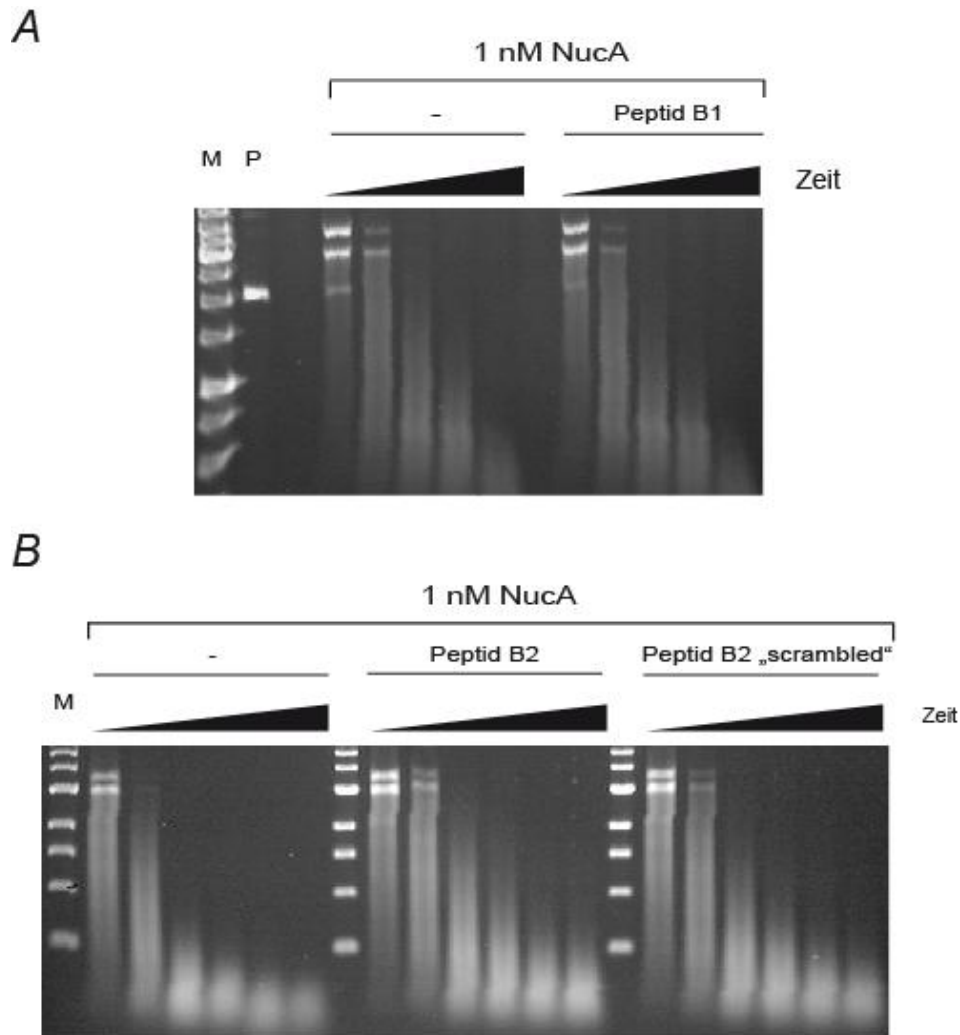 A
1 nM NucA
- Peptid B1
M P
Zeit
B
1 nM NucA
- Peptid B2 Peptid B2 „scrambled“
M
Zeit